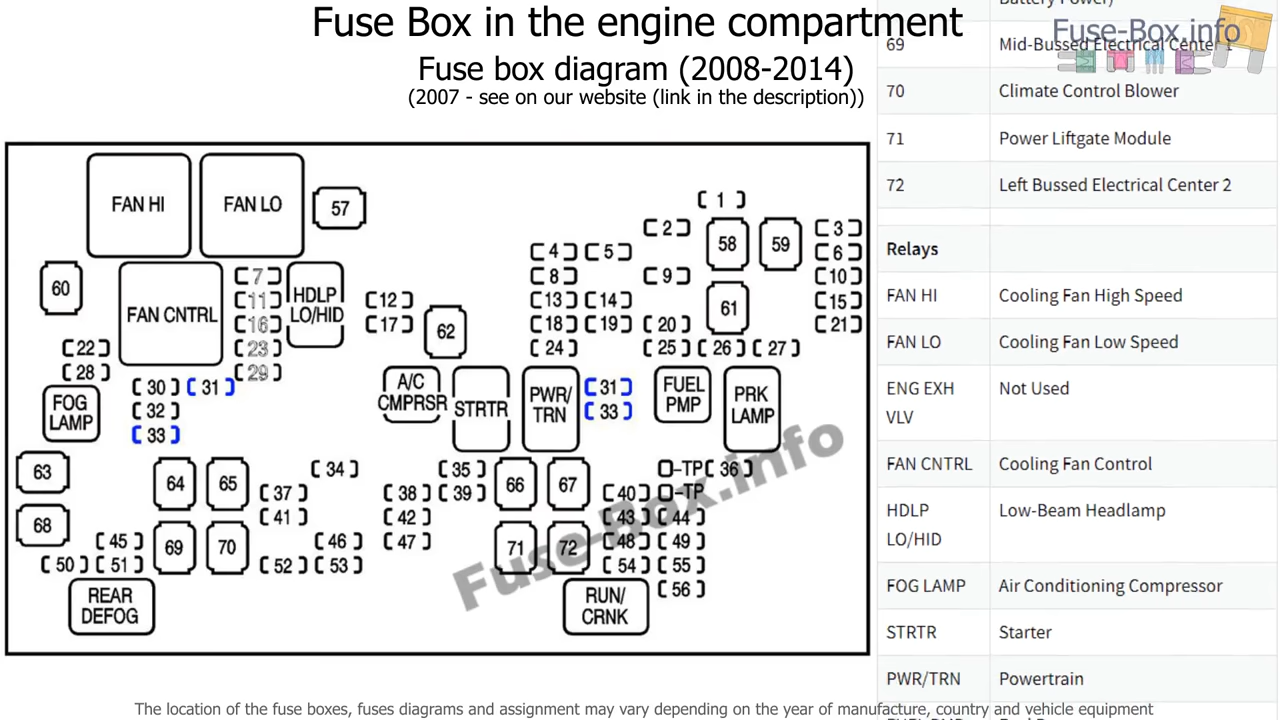 Fuse Box in the engine compartment
Fuse box diagram (2008-2014)
(2007 - see on our website (link in the description))
FAN HI
FAN LO
57
1
2
58
59
3
4
5
6
60
FAN CNTRL
7
HDLP
LO/HID
8
9
10
11
12
13
14
61
15
16
17
62
18
19
20
21
22
23
24
25
26
27
28
29
30
31
A/C
CMPRSR
STRTR
PWR/
TRN
31
FUEL
PMP
PRK
LAMP
FOG
LAMP
32
33
33
63
64
65
34
35
66
67
TP
36
37
38
39
40
TP
68
41
42
43
44
45
69
70
46
47
71
72
48
49
50
51
52
53
54
55
56
REAR
DEFOG
RUN/
CRNK
Fuse-Box.info
Battery Power)
Fuse-Box.info
69 Mid-Bussed Electrical Center 1
70 Climate Control Blower
71 Power Liftgate Module
72 Left Bussed Electrical Center 2
Relays
FAN HI Cooling Fan High Speed
FAN LO Cooling Fan Low Speed
ENG EXH Not Used
VLV
FAN CNTRL Cooling Fan Control
HDLP Low-Beam Headlamp
LO/HID
FOG LAMP Air Conditioning Compressor
STRTR Starter
PWR/TRN Powertrain
The location of the fuse boxes, fuses diagrams and assignment may vary depending on the year of manufacture, country and vehicle equipment